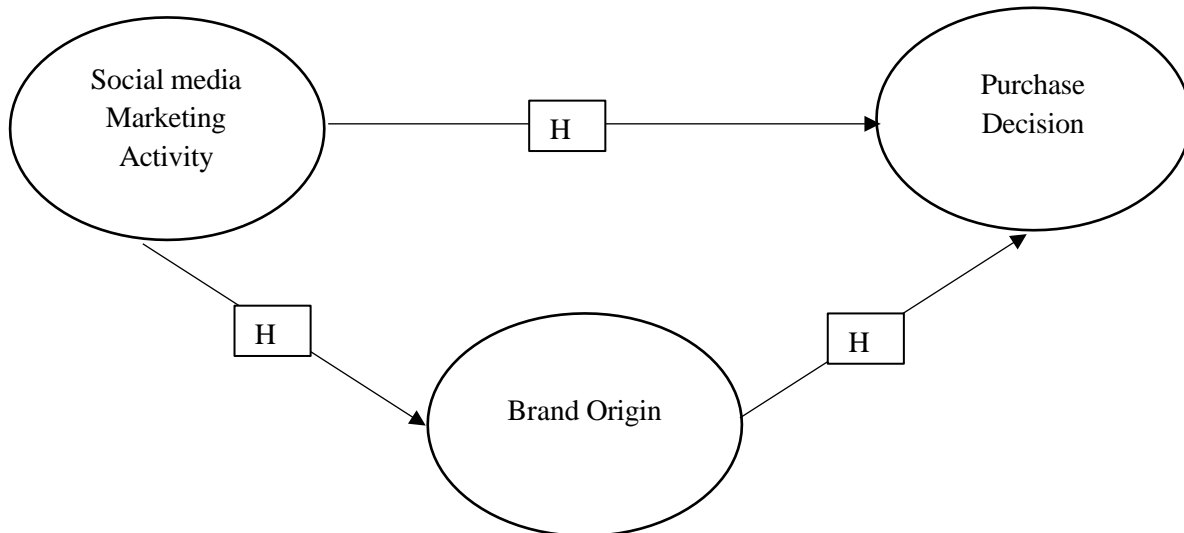 Social media
Marketing
Activity
H
Purchase
Decision
H
H
Brand Origin